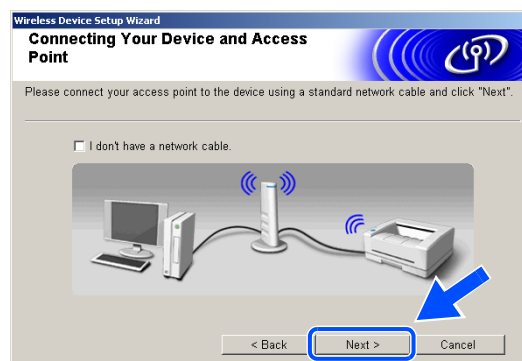 Wireless Device Setup Wizard
Connecting Your Device and Access
Point
Please connect your access point to the device using a standard network cable and click "Next".
I don't have a network cable.
< Back
Next >
Cancel